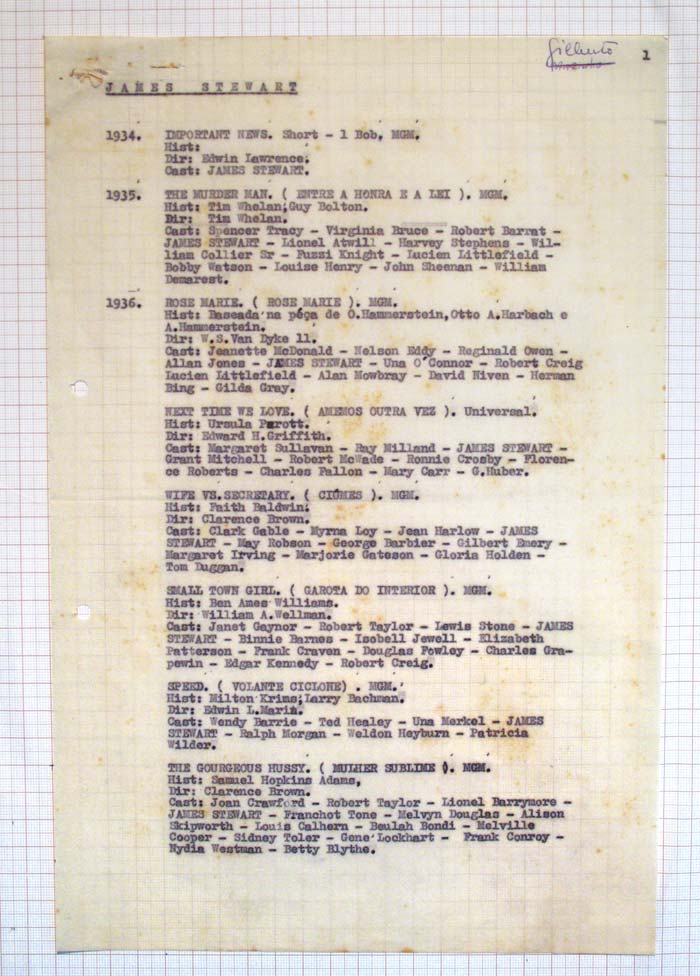 Gilberto
1
JAMES STEWART
1934. IMPORTANT NEWS. Short - 1 Bob, MGM.
Hist:
Dir: Edwin Lawrence.
Cast: JAMES STEWART.
1935. THE MURDER MAN. ( ENTRE A HONRA E A LEI ). MGM.
Hist: Tim Whelan;Guy Bolton.
Dir: Tim Whelan.
Cast: Spencer Tracy - Virginia Bruce - Robert Barrat -
JAMES STEWART - Lionel Atwill - Harvey Stephens - Wil-
liam Collier Sr - Fuzzi Knight - Lucien Littlefield -
Bobby Watson - Louise Henry - John Sheenan - William
Demarest.
1936. ROSE MARIE. ( ROSE MARIE ). MGM.
Hist: Baseada na péça de O.Hammerstein,Otto A.Harbach e
A.Hammerstein.
Dir: W.S.Van Dyke ll.
Cast: Jeanette McDonald - Nelson Eddy - Reginald Owen -
Allan Jones - JAMES STEWART - Una O'Connor - Robert Creig
Lucien Littlefield - Alan Mowbray - David Niven - Herman
Bing - Gilda Gray.
NEXT TIME WE LOVE. ( AMEMOS OUTRA VEZ ). Universal.
Hist: Ursula Parott.
Dir: Edward H.Griffith.
Cast: Margaret Sullavan - Ray Milland - JAMES STEWART -
Grant Mitchell - Robert McWade - Ronnie Crosby - Floren-
ce Roberts - Charles Fallon - Mary Carr - G.Huber.
WIFE VS.SECRETARY. ( CIÚMES ). MGM.
Hist: Faith Baldwin;
Dir: Clarence Brown.
Cast: Clark Gable - Myrna Loy - Jean Harlow - JAMES
STEWART - May Robson - George Barbier - Gilbert Emery -
Margaret Irving - Marjorie Gateson - Gloria Holden -
Tom Duggan.
SMALL TOWN GIRL. ( GAROTA DO INTERIOR ). MGM.
Hist: Ben Ames Williams.
Dir: William A.Wellman.
Cast: Janet Gaynor - Robert Taylor - Lewis Stone - JAMES
STEWART - Binnie Barnes - Isobell Jewell - Elizabeth
Patterson - Frank Craven - Douglas Fowley - Charles Gra-
pewin - Edgar Kennedy - Robert Creig.
SPEED. ( VOLANTE CICLONE) . MGM.
Hist: Milton Krims;Larry Bachman.
Dir: Edwin L.Marin.
Cast: Wendy Barrie - Ted Healey - Una Merkel - JAMES
STEWART - Ralph Morgan - Weldon Heyburn - Patricia
Wilder.
THE GOURGEOUS HUSSY. ( MULHER SUBLIME ). MGM.
Hist: Samuel Hopkins Adams,
Dir: Clarence Brown.
Cast: Joan Crawford - Robert Taylor - Lionel Barrymore -
JAMES STEWART - Franchot Tone - Melvyn Douglas - Alison
Skipworth - Louis Calhern - Beulah Bondi - Melville
Cooper - Sidney Toler - Gene Lockhart - Frank Conroy -
Nydia Westman - Betty Blythe.